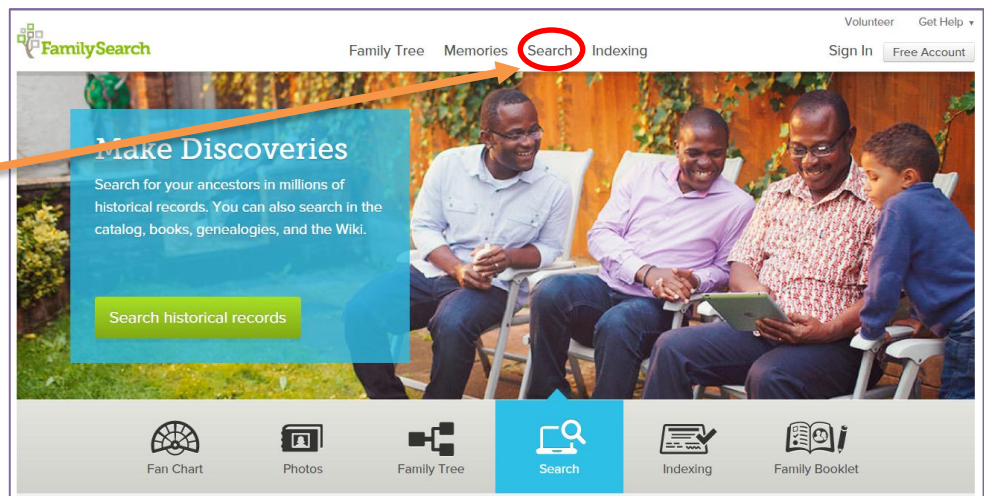 Volunteer Get Help
FamilySearch
Family Tree Memories Search Indexing
Sign In Free Account
Make Discoveries
Search for your ancestors in millions of
historical records. You can also search in the
catalog, books, genealogies, and the Wiki.
Search historical records
Fan Chart Photos Family Tree Search Indexing Family Booklet